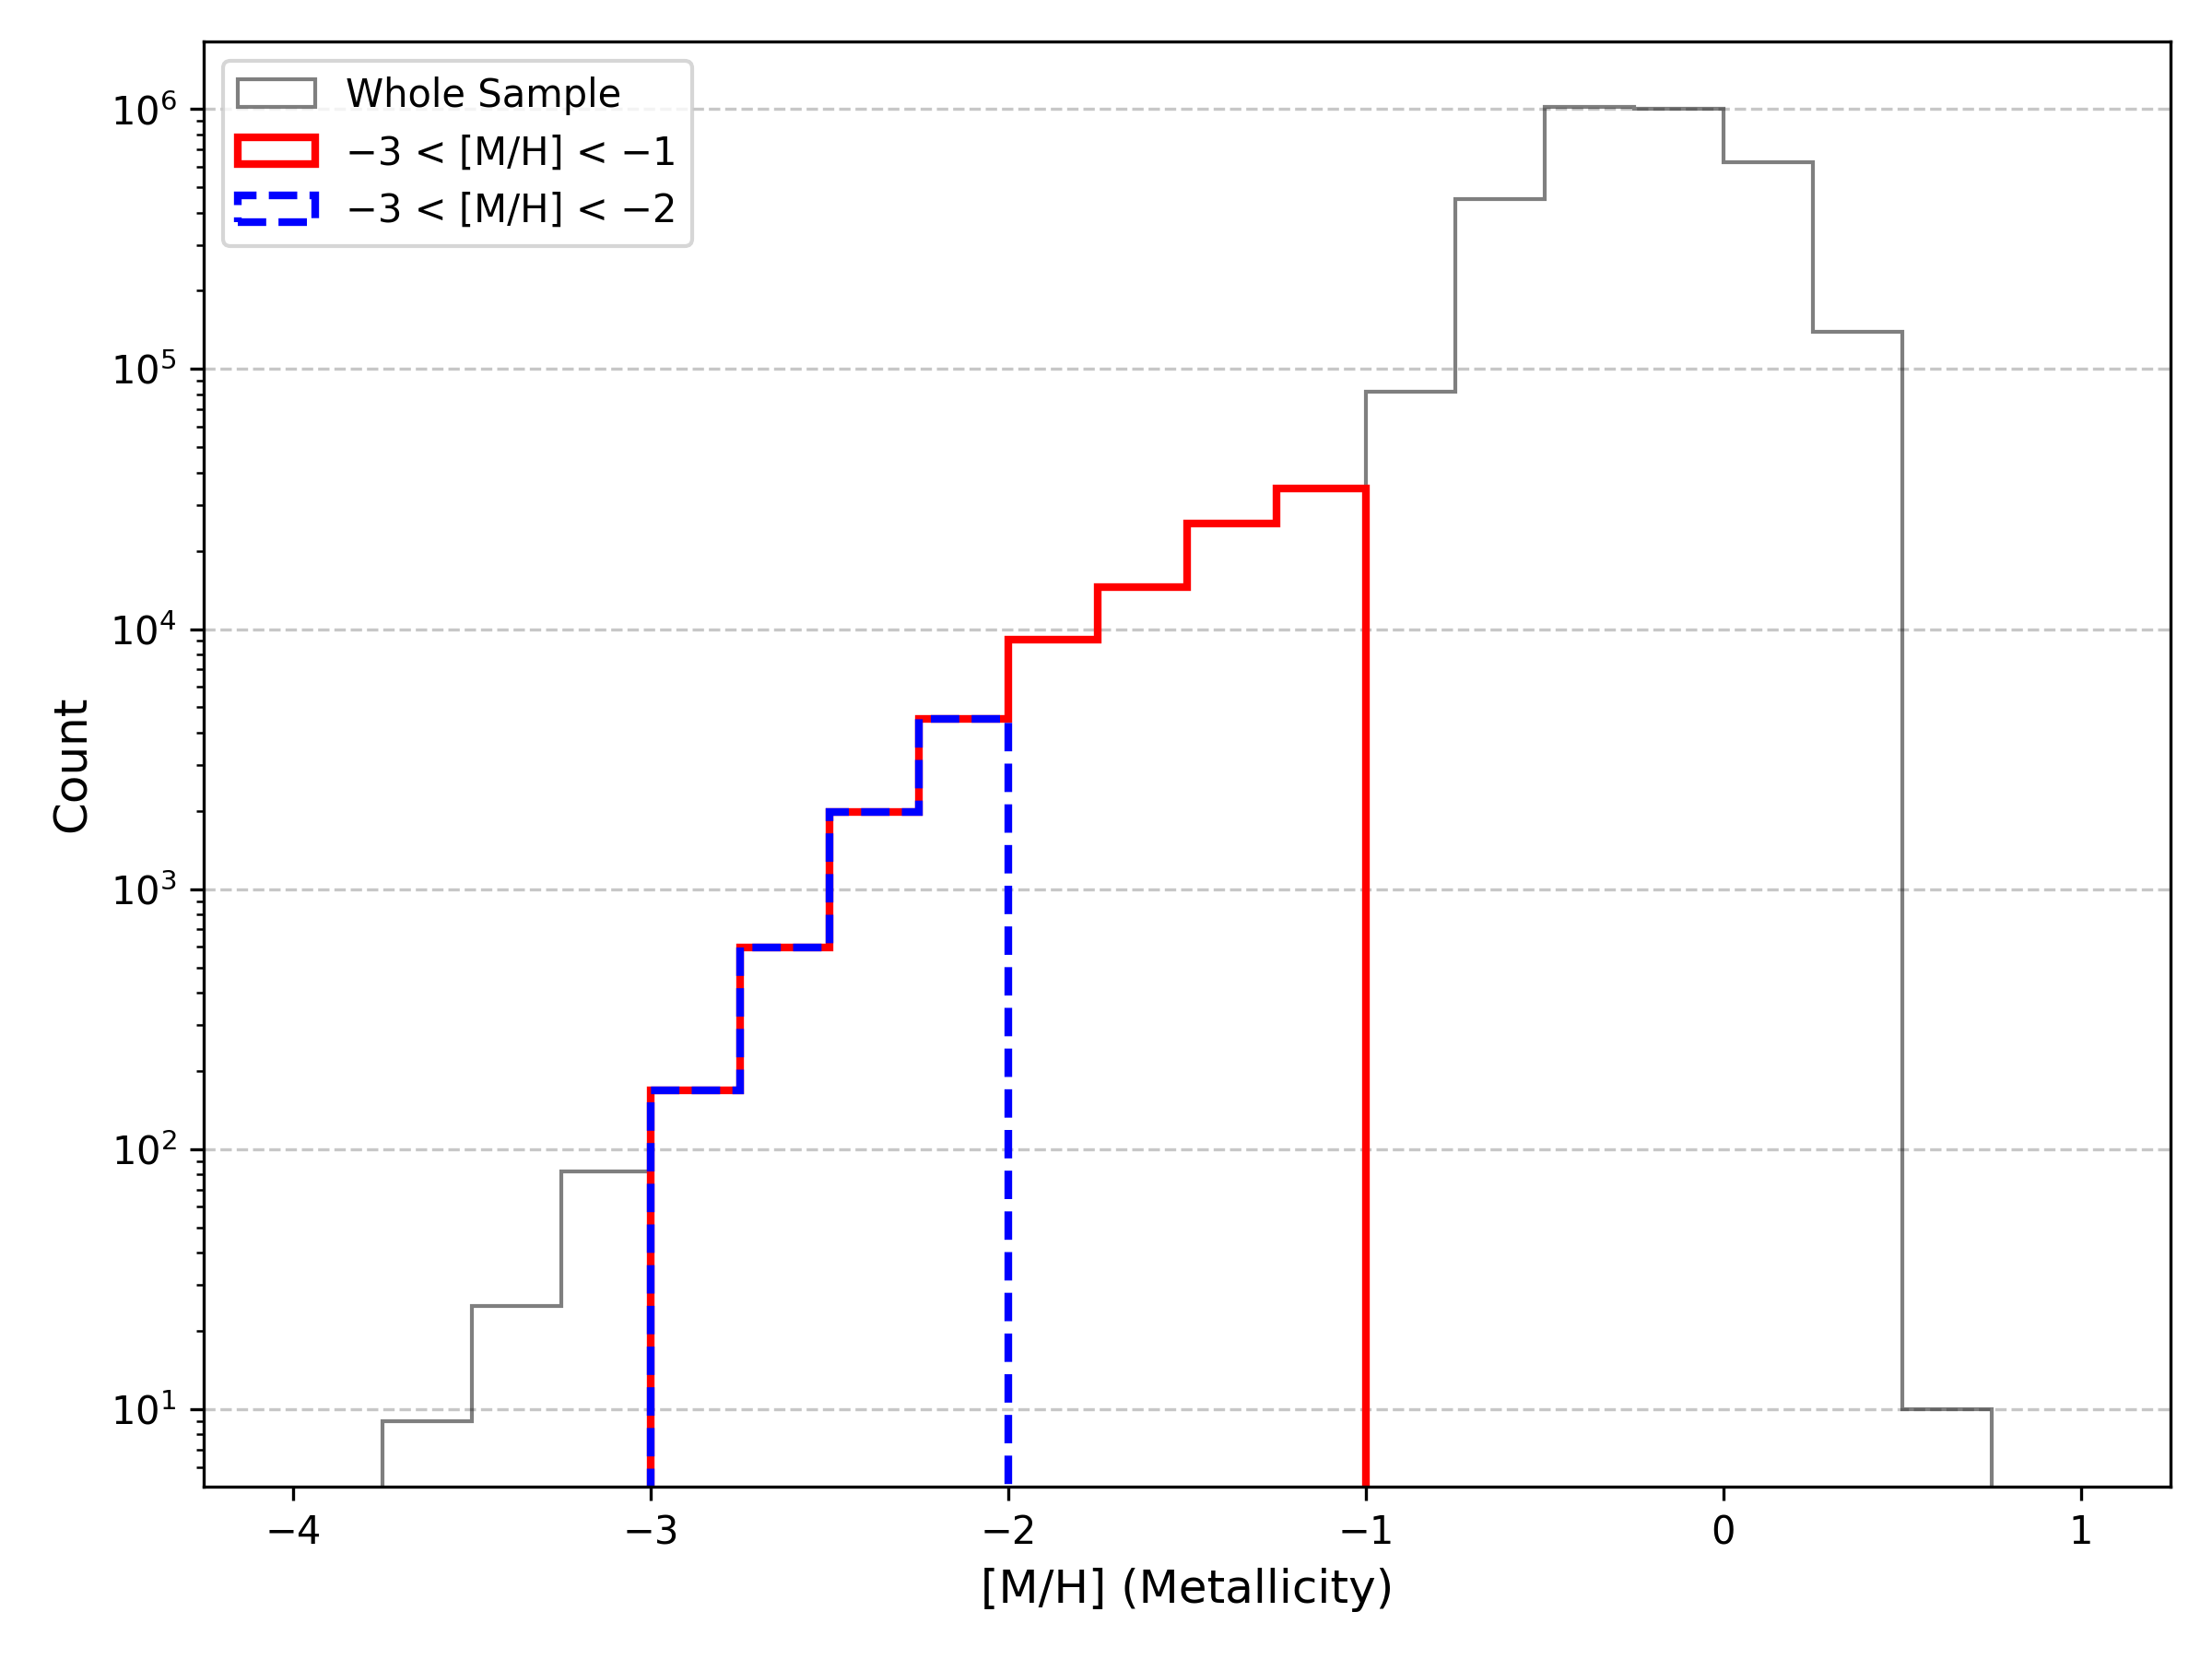 Whole Sample
−3 < [M/H] < −1
−3 < [M/H] < −2
10⁶
10⁵
10⁴
10³
10²
10¹
Count
−4 −3 −2 −1 0 1
[M/H] (Metallicity)